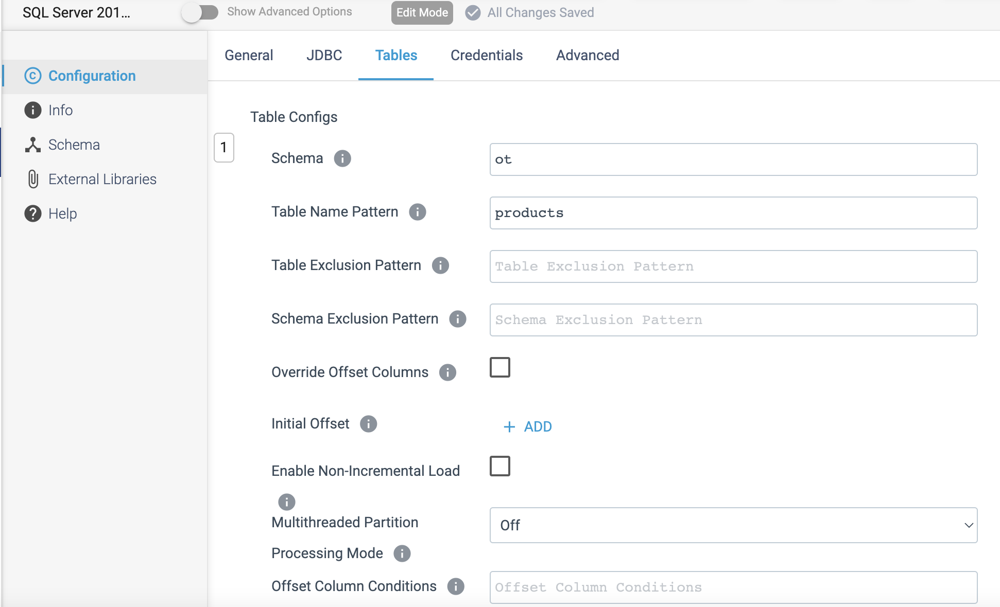 SQL Server 201...
Show Advanced Options
Edit Mode
All Changes Saved
Configuration
Info
Schema
External Libraries
Help
General
JDBC
Tables
Credentials
Advanced
Table Configs
1
Schema
ot
Table Name Pattern
products
Table Exclusion Pattern
Table Exclusion Pattern
Schema Exclusion Pattern
Schema Exclusion Pattern
Override Offset Columns
Initial Offset
+ ADD
Enable Non-Incremental Load
Multithreaded Partition
Processing Mode
Off
Offset Column Conditions
Offset Column Conditions